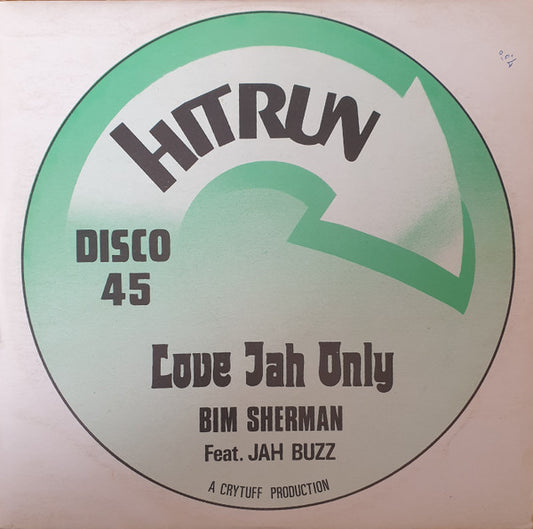 HITRUN
DISCO
45
Love Jah Only
BIM SHERMAN
Feat. JAH BUZZ
A CRYTUFF PRODUCTION